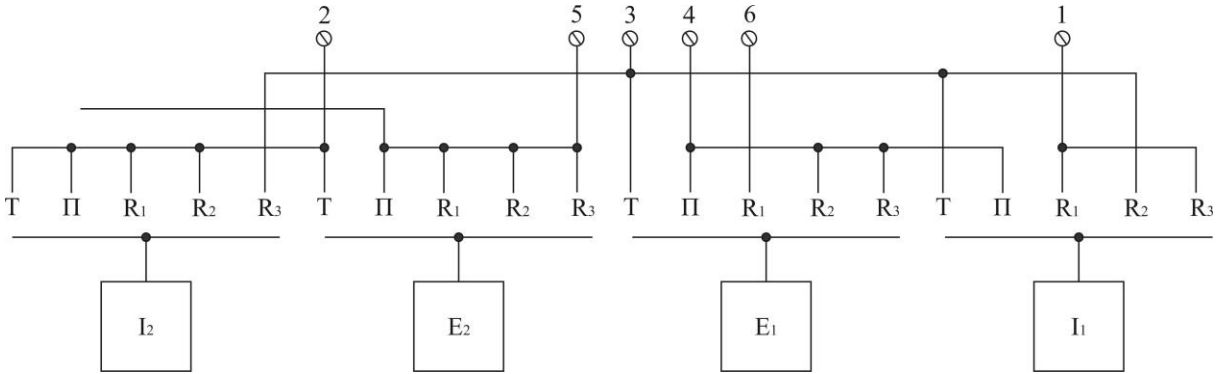 2 5 3 4 6 1
T П R₁ R₂ R₃ T П R₁ R₂ R₃ T П R₁ R₂ R₃ T П R₁ R₂ R₃
I₂ E₂ E₁ I₁